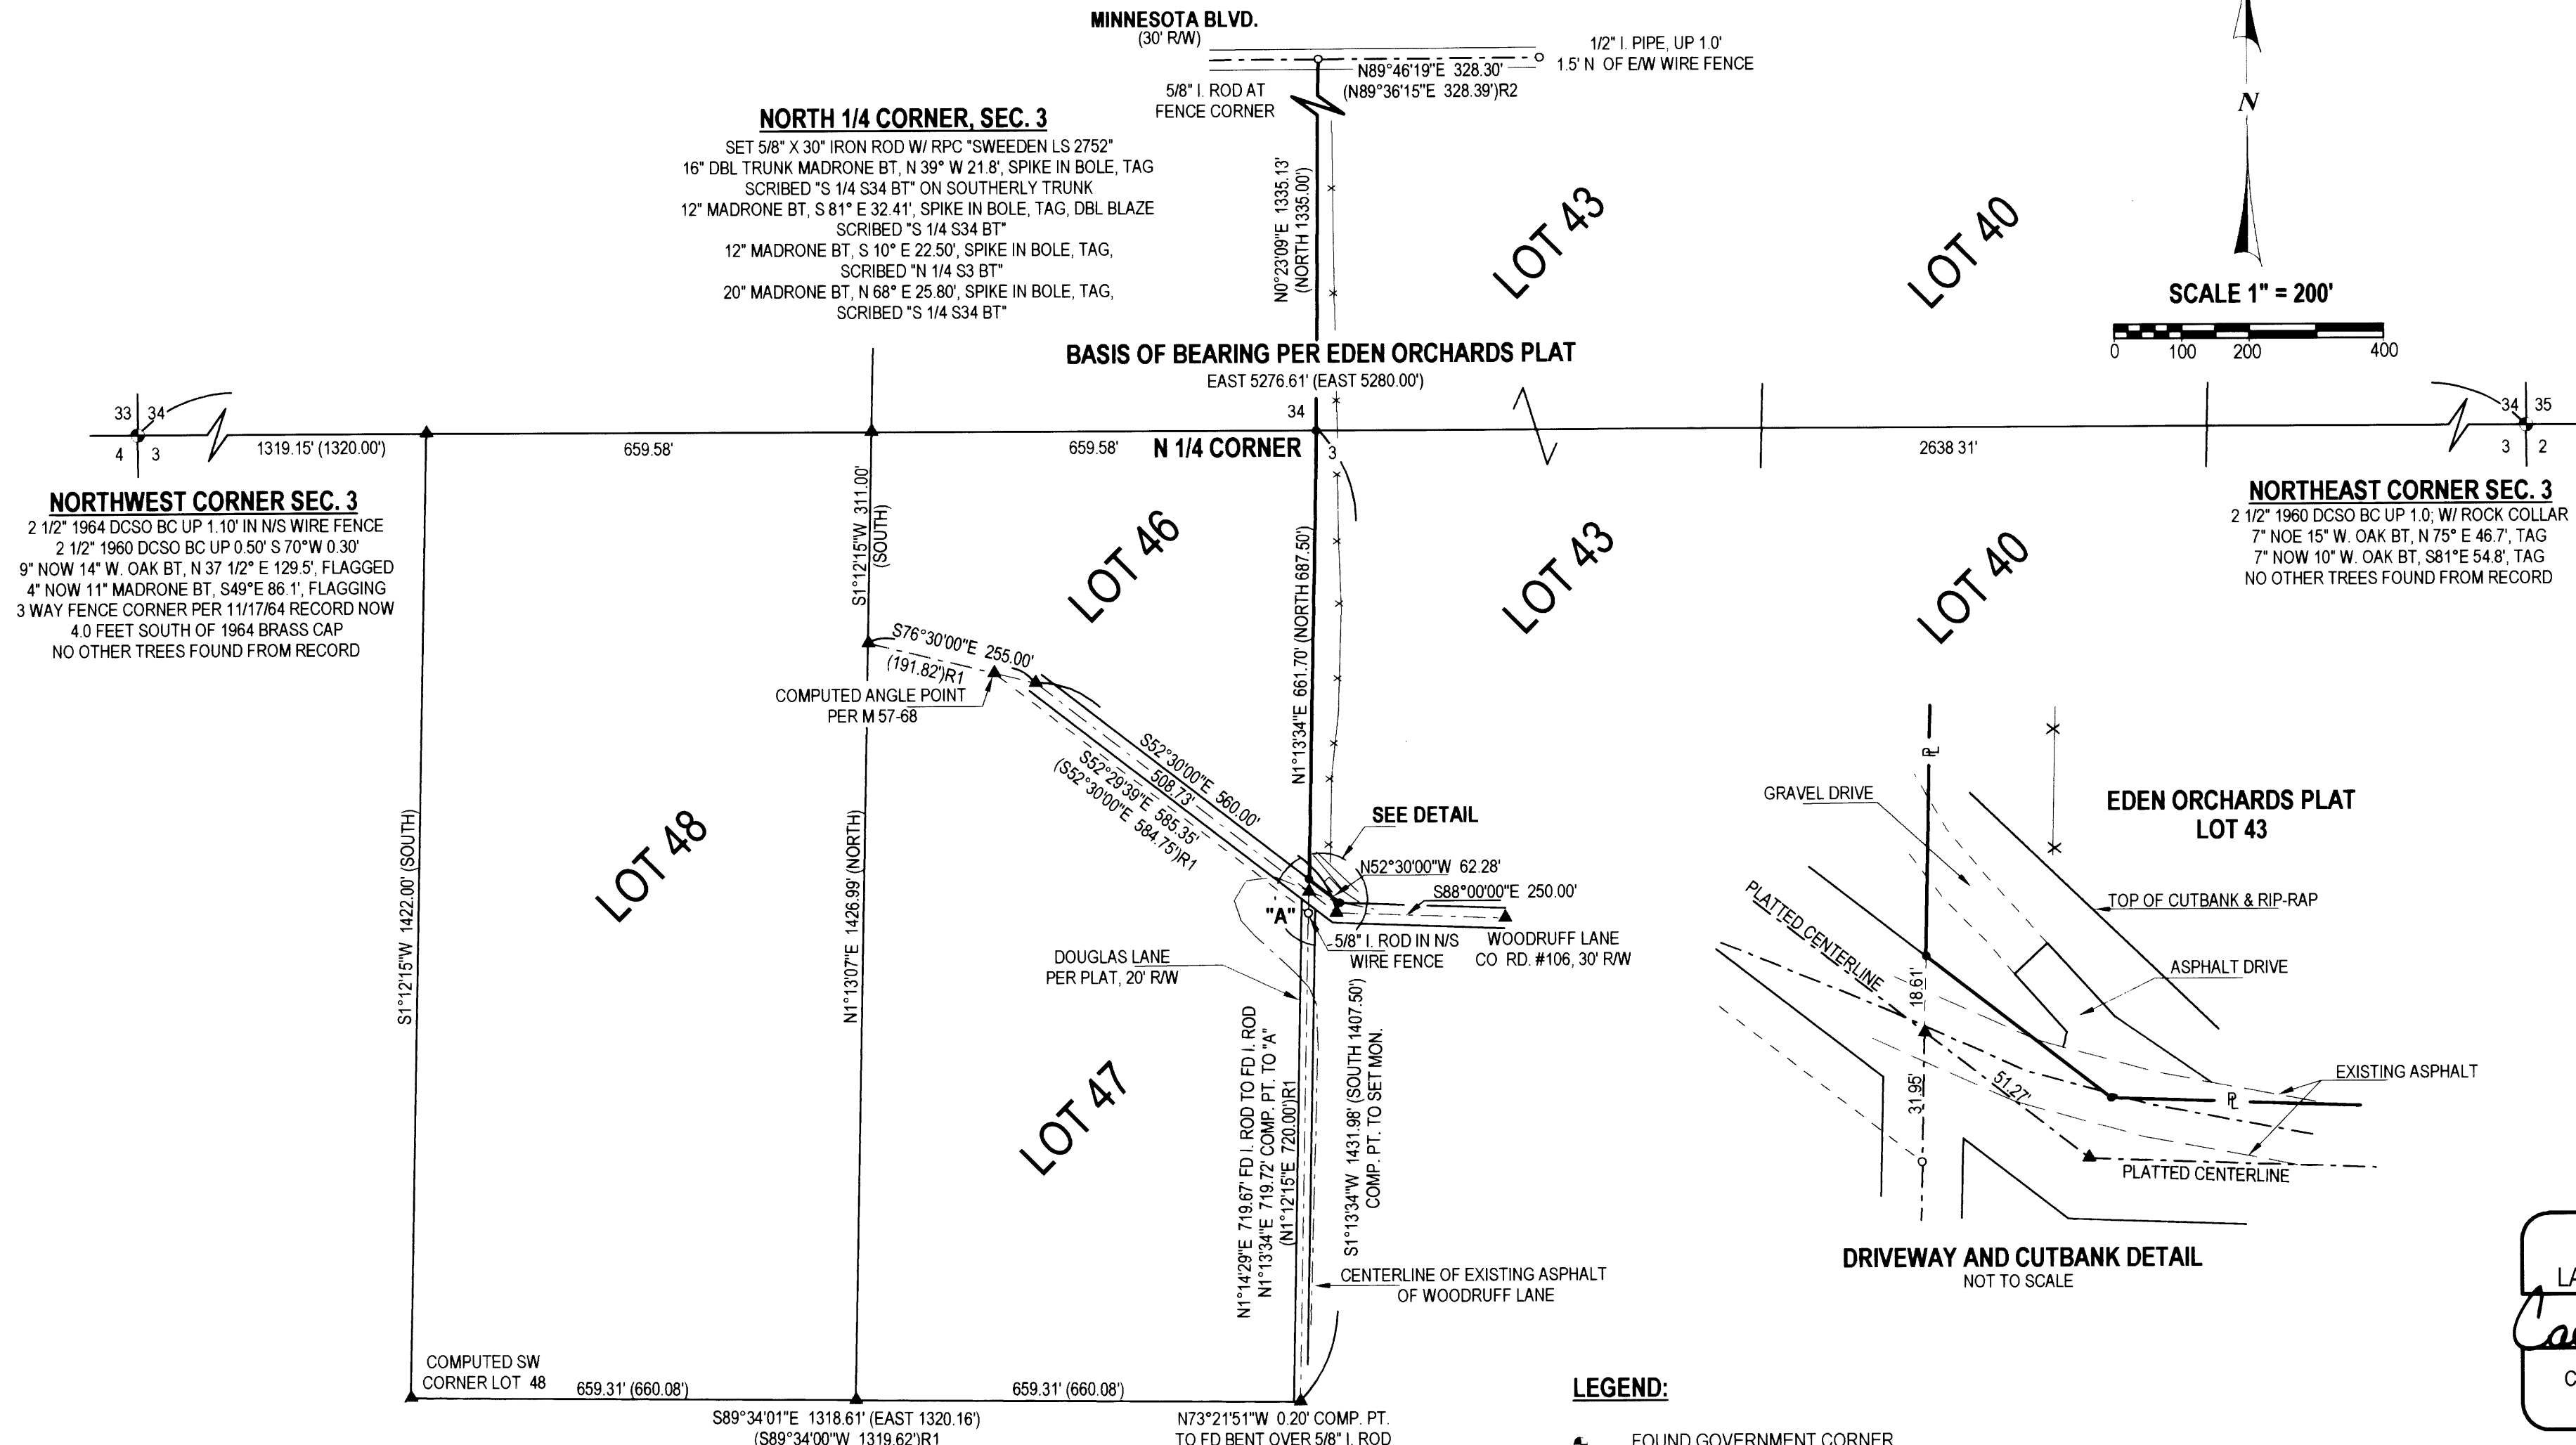 MINNESOTA BLVD.
(30' R/W)
1/2" I. PIPE, UP 1.0'
1.5' N OF E/W WIRE FENCE
N89°46'19"E 328.30'
(N89°36'15"E 328.39')R2
5/8" I. ROD AT
FENCE CORNER
N
NORTH 1/4 CORNER, SEC. 3
SET 5/8" X 30" IRON ROD W/ RPC "SWEEDEN LS 2752"
16" DBL TRUNK MADRONE BT, N 39° W 21.8', SPIKE IN BOLE, TAG
SCRIBED "S 1/4 S34 BT" ON SOUTHERLY TRUNK
12" MADRONE BT, S 81° E 32.41', SPIKE IN BOLE, TAG, DBL BLAZE
SCRIBED "S 1/4 S34 BT"
12" MADRONE BT, S 10° E 22.50', SPIKE IN BOLE, TAG,
SCRIBED "N 1/4 S3 BT"
20" MADRONE BT, N 68° E 25.80', SPIKE IN BOLE, TAG,
SCRIBED "S 1/4 S34 BT"
N0°23'09"E 1335.13'
(NORTH 1335.00')
LOT 43
LOT 40
SCALE 1" = 200'
0 100 200 400
BASIS OF BEARING PER EDEN ORCHARDS PLAT
EAST 5276.61' (EAST 5280.00')
33 34
4 3
34
3
34 35
3 2
1319.15' (1320.00')
659.58'
659.58'
N 1/4 CORNER
2638 31'
NORTHWEST CORNER SEC. 3
2 1/2" 1964 DCSO BC UP 1.10' IN N/S WIRE FENCE
2 1/2" 1960 DCSO BC UP 0.50' S 70°W 0.30'
9" NOW 14" W. OAK BT, N 37 1/2° E 129.5', FLAGGED
4" NOW 11" MADRONE BT, S49°E 86.1', FLAGGING
3 WAY FENCE CORNER PER 11/17/64 RECORD NOW
4.0 FEET SOUTH OF 1964 BRASS CAP
NO OTHER TREES FOUND FROM RECORD
NORTHEAST CORNER SEC. 3
2 1/2" 1960 DCSO BC UP 1.0; W/ ROCK COLLAR
7" NOE 15" W. OAK BT, N 75° E 46.7', TAG
7" NOW 10" W. OAK BT, S81°E 54.8', TAG
NO OTHER TREES FOUND FROM RECORD
S1°12'15"W 311.00'
(SOUTH)
LOT 46
LOT 43
LOT 40
N1°13'34"E 661.70' (NORTH 687.50')
S76°30'00"E 255.00'
(191.82')R1
COMPUTED ANGLE POINT
PER M 57-68
S52°30'00"E 560.00'
508.73'
S52°29'39"E 585.35'
(S52°30'00"E 584.75')R1
SEE DETAIL
N52°30'00"W 62.28'
S88°00'00"E 250.00'
"A"
5/8" I. ROD IN N/S
WIRE FENCE
WOODRUFF LANE
CO RD. #106, 30' R/W
DOUGLAS LANE
PER PLAT, 20' R/W
S1°12'15"W 1422.00' (SOUTH)
LOT 48
N1°13'07"E 1426.99' (NORTH)
LOT 47
N1°14'29"E 719.67' FD I. ROD TO FD I. ROD
N1°13'34"E 719.72' COMP. PT. TO "A"
(N1°12'15"E 720.00')R1
S1°13'34"W 1431.98' (SOUTH 1407.50')
COMP. PT. TO SET MON.
CENTERLINE OF EXISTING ASPHALT
OF WOODRUFF LANE
PL
GRAVEL DRIVE
EDEN ORCHARDS PLAT
LOT 43
PLATTED CENTERLINE
TOP OF CUTBANK & RIP-RAP
ASPHALT DRIVE
18.61'
31.95'
51.27'
EXISTING ASPHALT
PL
PLATTED CENTERLINE
DRIVEWAY AND CUTBANK DETAIL
NOT TO SCALE
COMPUTED SW
CORNER LOT 48
659.31' (660.08')
659.31' (660.08')
S89°34'01"E 1318.61' (EAST 1320.16')
(S89°34'00"W 1319.62')R1
N73°21'51"W 0.20' COMP. PT.
TO FD BENT OVER 5/8" I. ROD
LEGEND:
FOUND GOVERNMENT CORNER